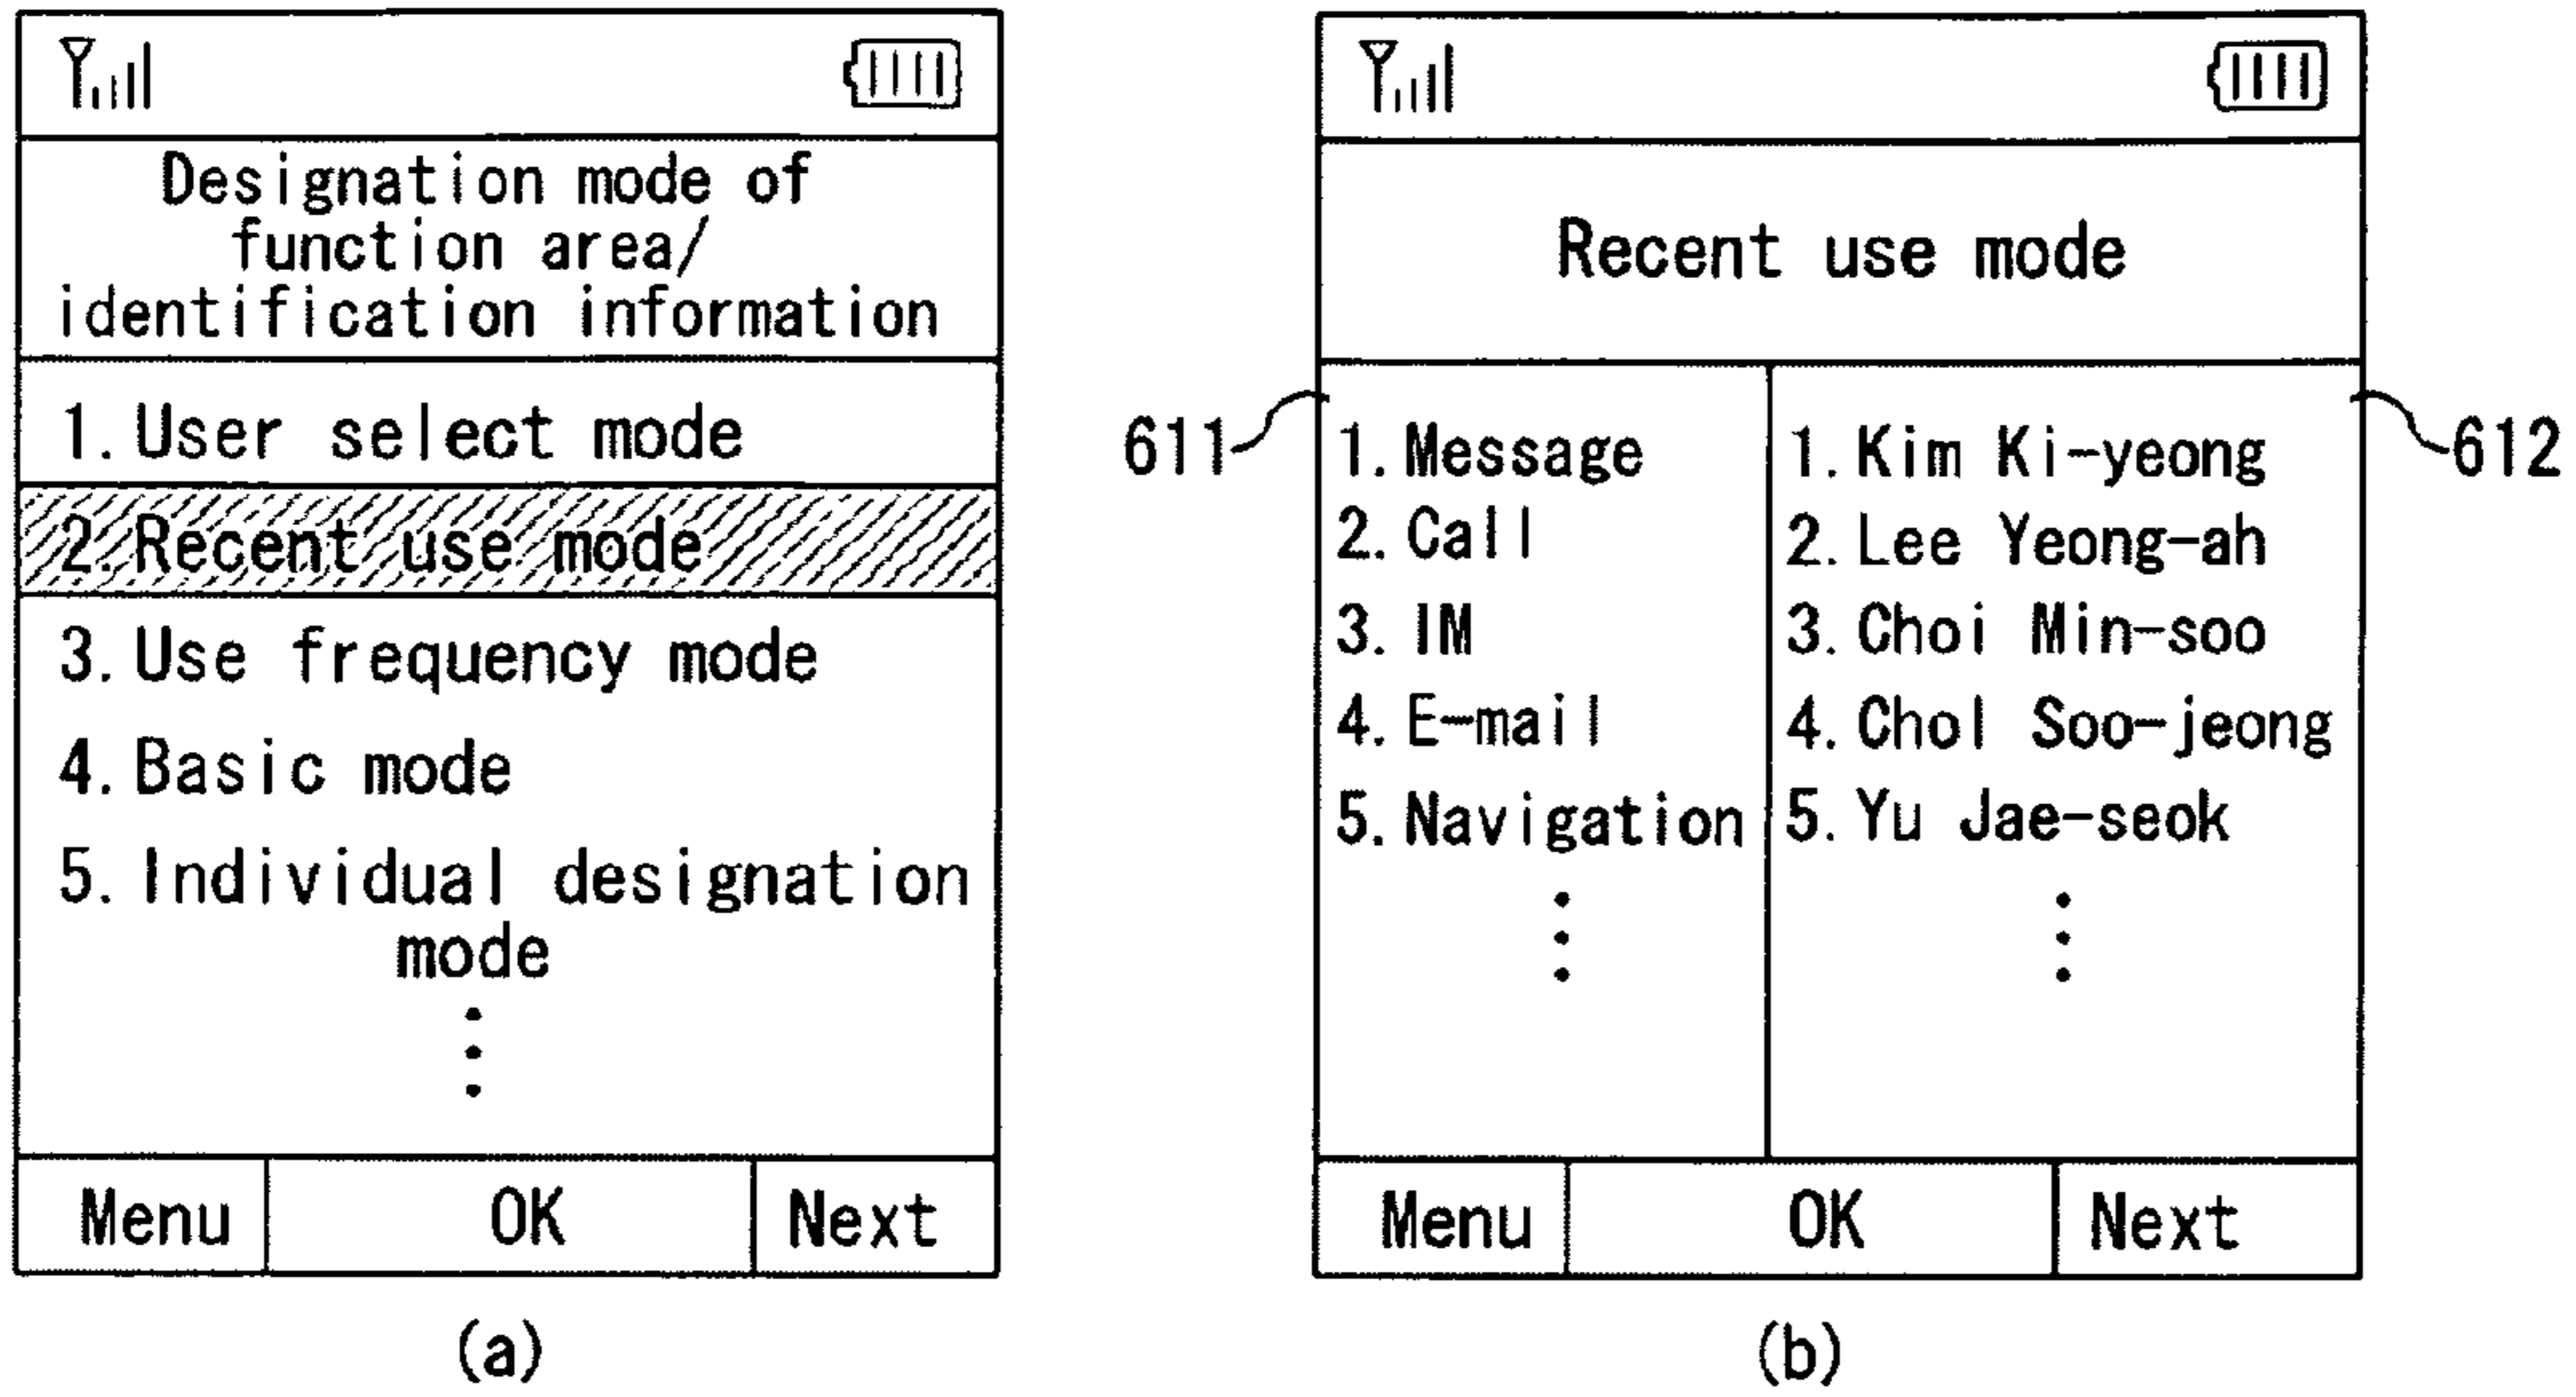 Designation mode of
function area/
identification information
1. User select mode
2. Recent use mode
3. Use frequency mode
4. Basic mode
5. Individual designation
mode
Menu OK Next
(a)
Recent use mode
611
1. Message
2. Call
3. IM
4. E-mail
5. Navigation
612
1. Kim Ki-yeong
2. Lee Yeong-ah
3. Choi Min-soo
4. Chol Soo-jeong
5. Yu Jae-seok
Menu OK Next
(b)